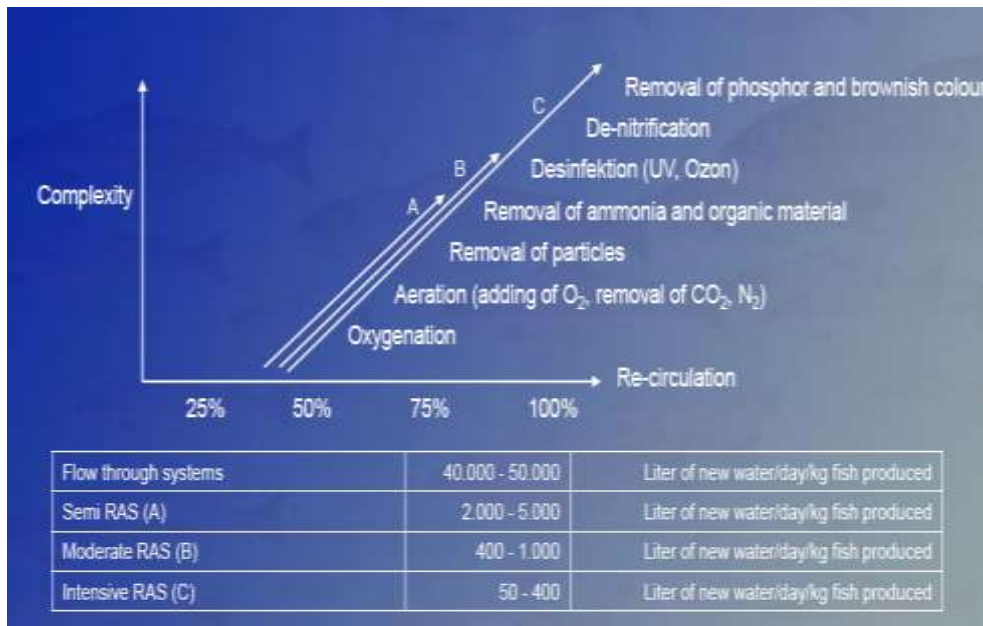 Removal of phosphor and brownish colour
C
De-nitrification
B
Desinfektion (UV, Ozon)
Complexity
A
Removal of ammonia and organic material
Removal of particles
Aeration (adding of O₂, removal of CO₂, N₂)
Oxygenation
Re-circulation
25% 50% 75% 100%
Flow through systems 40.000 - 50.000 Liter of new water/day/kg fish produced
Semi RAS (A) 2.000 - 5.000 Liter of new water/day/kg fish produced
Moderate RAS (B) 400 - 1.000 Liter of new water/day/kg fish produced
Intensive RAS (C) 50 - 400 Liter of new water/day/kg fish produced